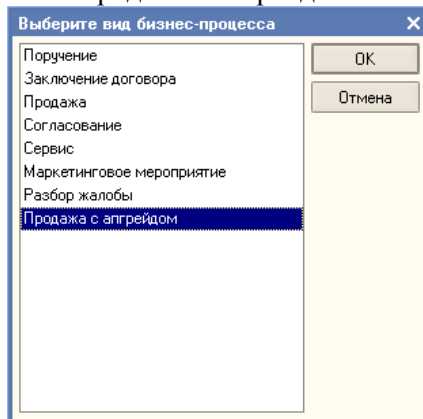 Выберите вид бизнес-процесса
Поручение
Заключение договора
Продажа
Согласование
Сервис
Маркетинговое мероприятие
Разбор жалобы
Продажа с апгрейдом
OK
Отмена